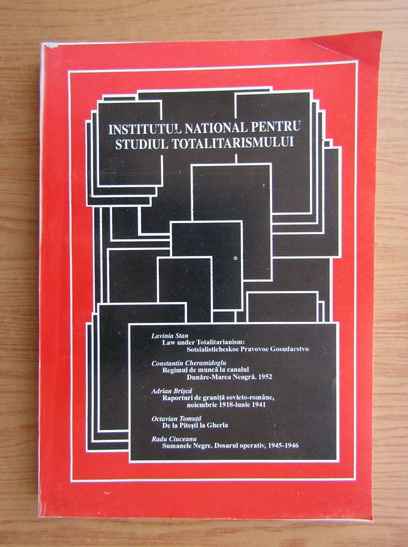 INSTITUTUL NATIONAL PENTRU
STUDIUL TOTALITARISMULUI
Lavinia Stan
Law under Totalitarianism:
Sotsialisticheskoe Pravovoe Gosudarstvo
Constantin Cheramidoglu
Regimul de muncă la canalul
Dunăre-Marea Neagră. 1952
Adrian Brișcă
Raporturi de graniță sovieto-române,
noiembrie 1918-iunie 1941
Octavian Tomuță
De la Pitești la Gherla
Radu Ciuceanu
Sumanele Negre. Dosarul operativ, 1945-1946